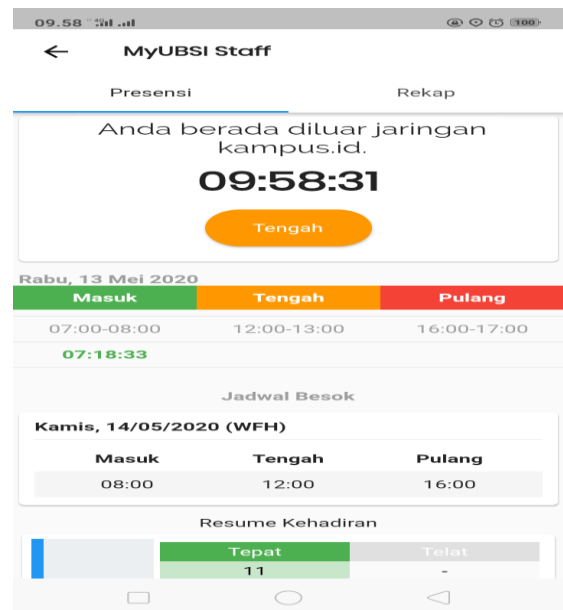 09.58
100
MyUBSI Staff
Presensi Rekap
Anda berada diluar jaringan
kampus.id.
09:58:31
Tengah
Rabu, 13 Mei 2020
Masuk Tengah Pulang
07:00-08:00 12:00-13:00 16:00-17:00
07:18:33
Jadwal Besok
Kamis, 14/05/2020 (WFH)
Masuk Tengah Pulang
08:00 12:00 16:00
Resume Kehadiran
Tepat Telat
11 -